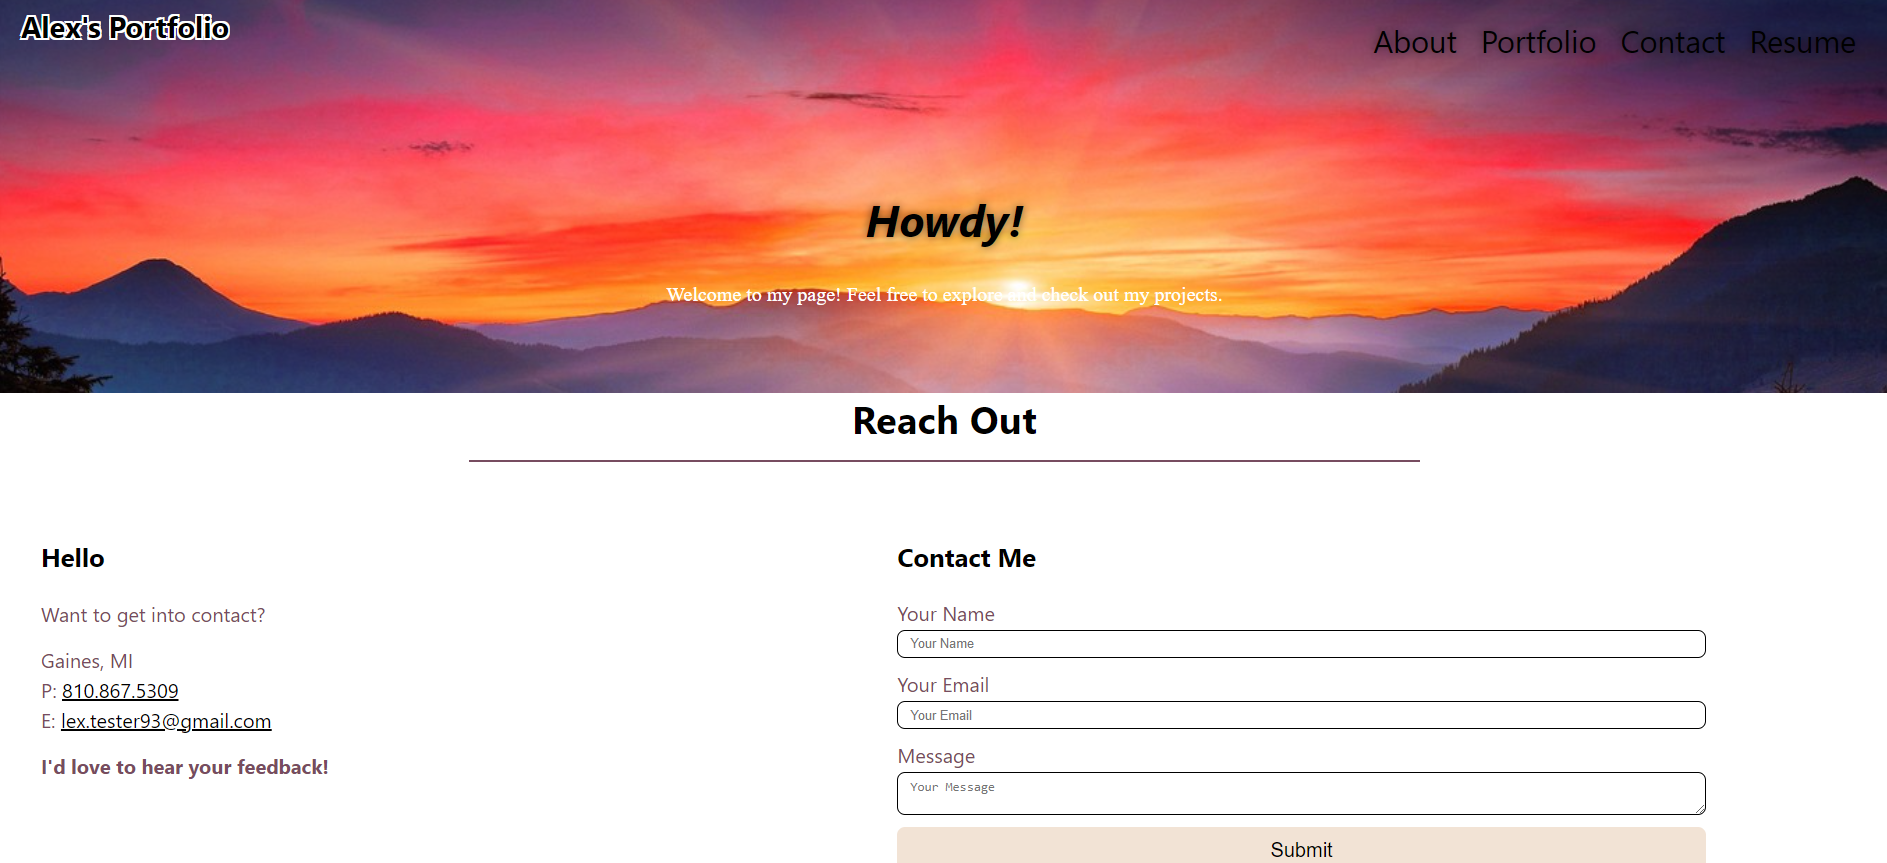 Alex's Portfolio
About Portfolio Contact Resume
Howdy!
Welcome to my page! Feel free to explore and check out my projects.
Reach Out
Hello
Want to get into contact?
Gaines, MI
P: 810.867.5309
E: lex.tester93@gmail.com
I'd love to hear your feedback!
Contact Me
Your Name
Your Name
Your Email
Your Email
Message
Your Message
Submit